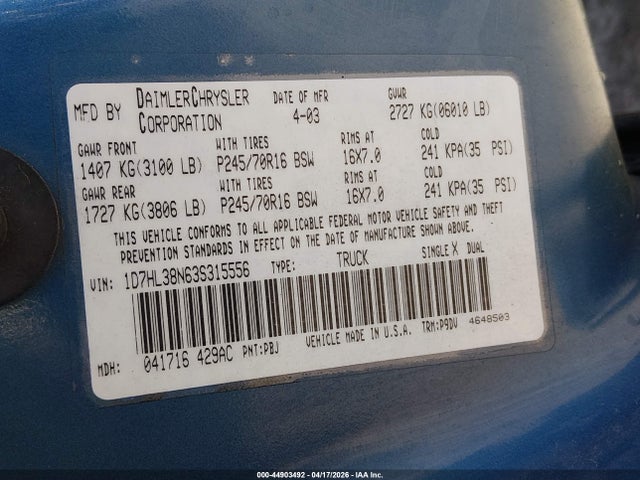 MFD BY DAIMLERCHRYSLER CORPORATION DATE OF MFR 4-03 GVWR 2727 KG(06010 LB)
GAWR FRONT WITH TIRES RIMS AT COLD
1407 KG(3100 LB) P245/70R16 BSW 16X7.0 241 KPA(35 PSI)
GAWR REAR WITH TIRES RIMS AT COLD
1727 KG(3806 LB) P245/70R16 BSW 16X7.0 241 KPA(35 PSI)
THIS VEHICLE CONFORMS TO ALL APPLICABLE FEDERAL MOTOR VEHICLE SAFETY AND THEFT
PREVENTION STANDARDS IN EFFECT ON THE DATE OF MANUFACTURE SHOWN ABOVE.
VIN: 1D7HL38N63S315556 TYPE: TRUCK SINGLE X DUAL
MDH: 041716 429AC PNT:PBJ VEHICLE MADE IN U.S.A. TRM:P9DV 4648503
000-44903492 - 04/17/2026 - IAA Inc.